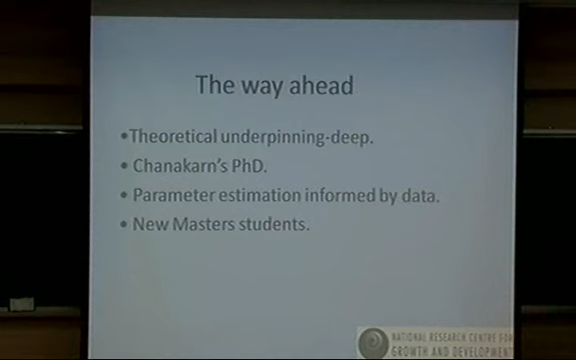 The way ahead
•Theoretical underpinning-deep.
• Chanakarn's PhD.
• Parameter estimation informed by data.
• New Masters students.
NATIONAL RESEARCH CENTRE FOR
GROWTH AND DEVELOPMENT